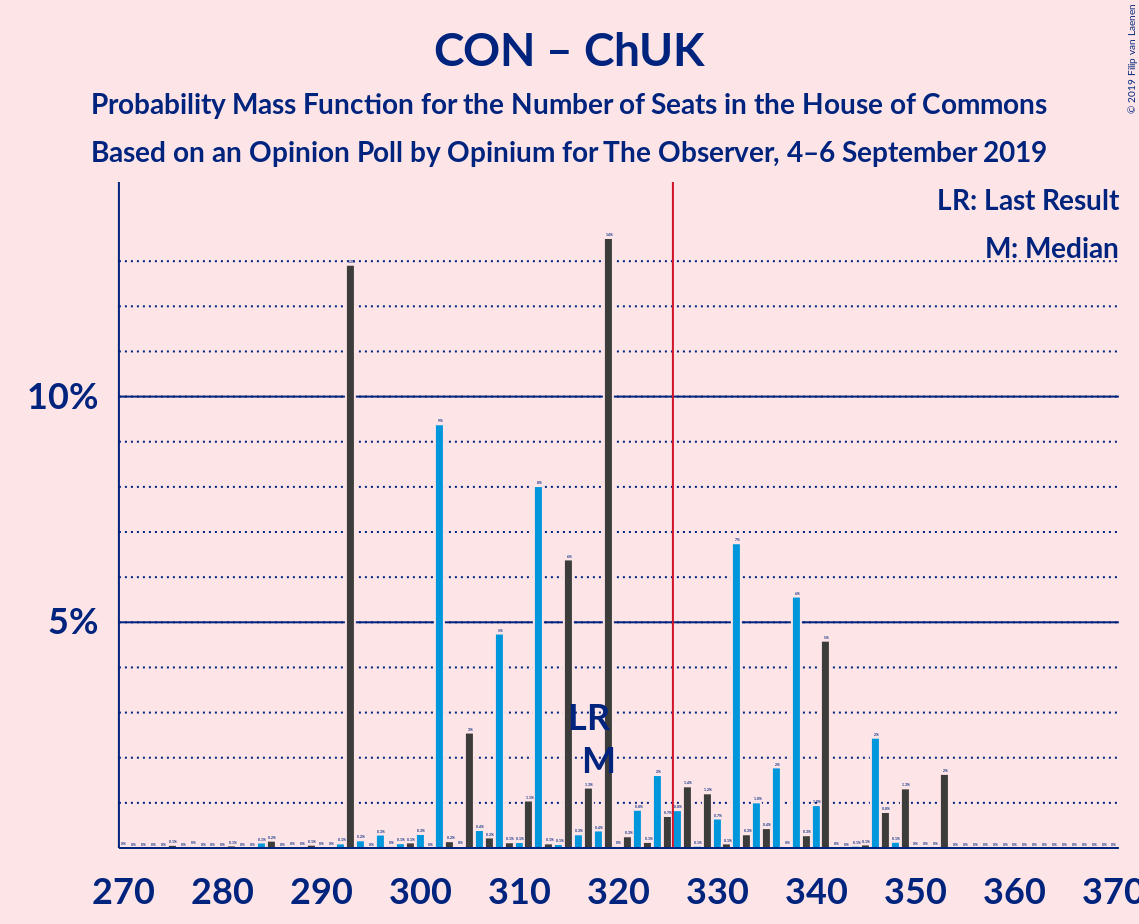 CON – ChUK
Probability Mass Function for the Number of Seats in the House of Commons
Based on an Opinion Poll by Opinium for The Observer, 4–6 September 2019
© 2019 Filip van Laenen
LR: Last Result
M: Median
10%
5%
LR
M
270 280 290 300 310 320 330 340 350 360 370